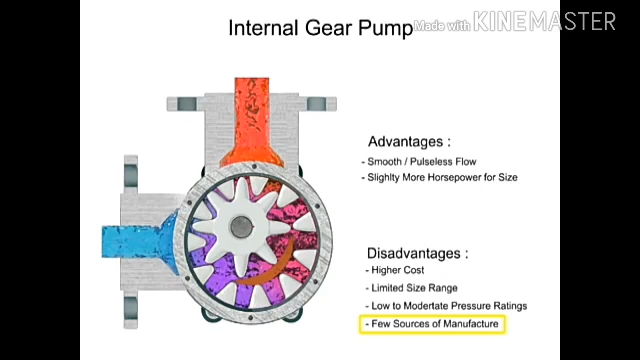 Internal Gear Pump
Made with KINEMASTER
Advantages :
- Smooth / Pulseless Flow
- Slighlty More Horsepower for Size
Disadvantages :
- Higher Cost
- Limited Size Range
- Low to Modertate Pressure Ratings
- Few Sources of Manufacture